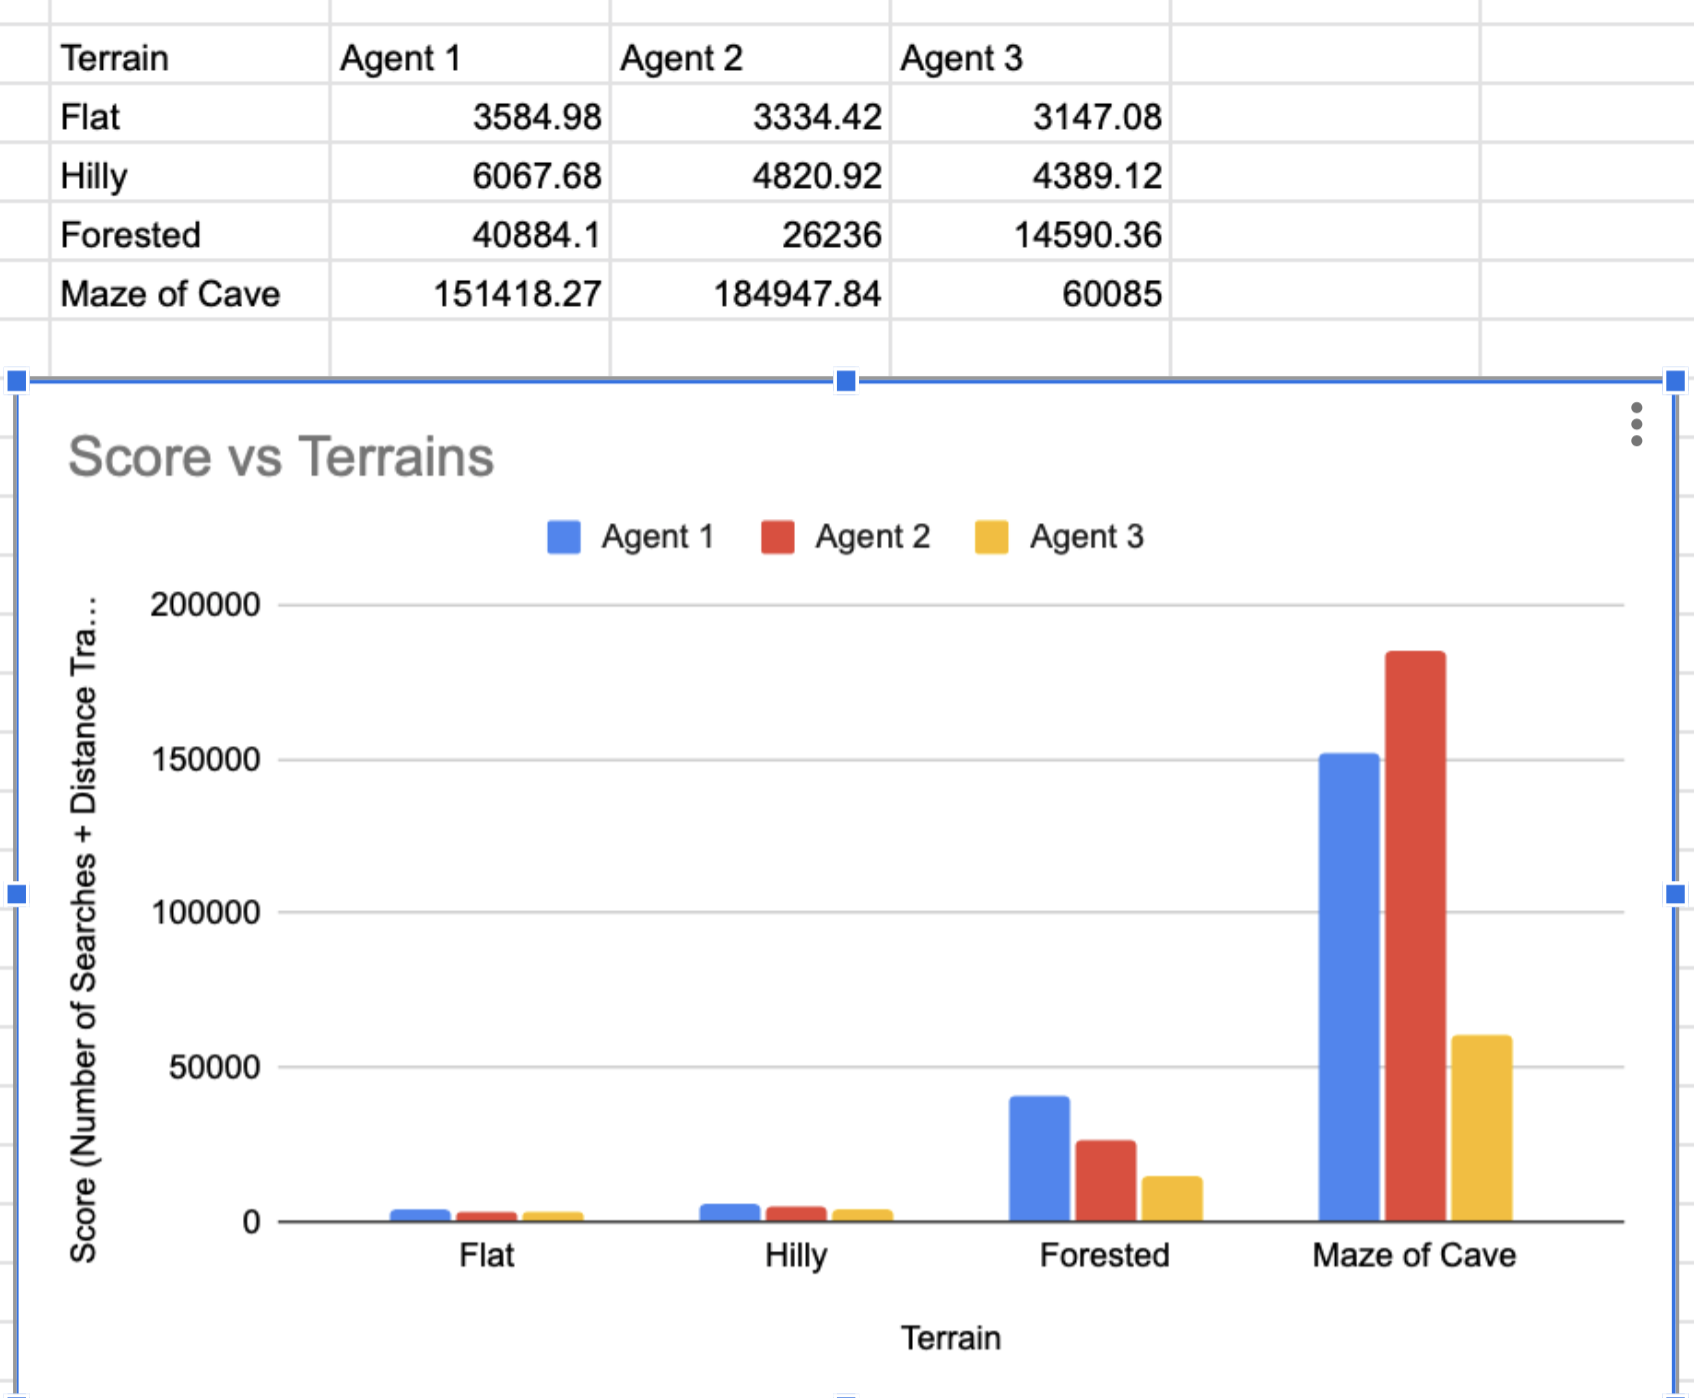 Terrain Agent 1 Agent 2 Agent 3
Flat 3584.98 3334.42 3147.08
Hilly 6067.68 4820.92 4389.12
Forested 40884.1 26236 14590.36
Maze of Cave 151418.27 184947.84 60085
Score vs Terrains
Agent 1 Agent 2 Agent 3
Score (Number of Searches + Distance Tra...
200000
150000
100000
50000
0
Flat Hilly Forested Maze of Cave
Terrain